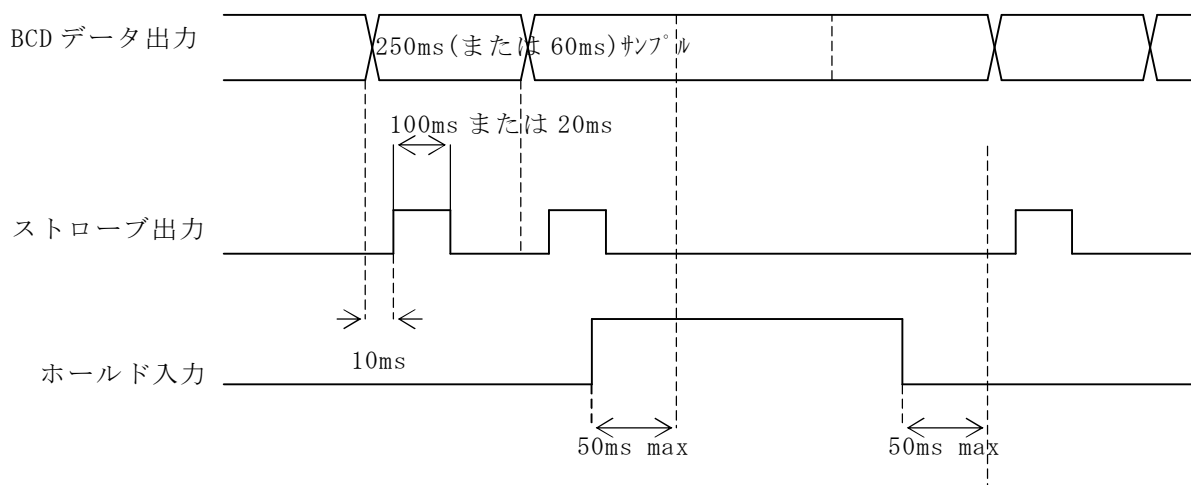 BCD データ出力
250ms(または 60ms)ｻﾝﾌﾟﾙ
100ms または 20ms
ストローブ出力
10ms
ホールド入力
50ms max
50ms max